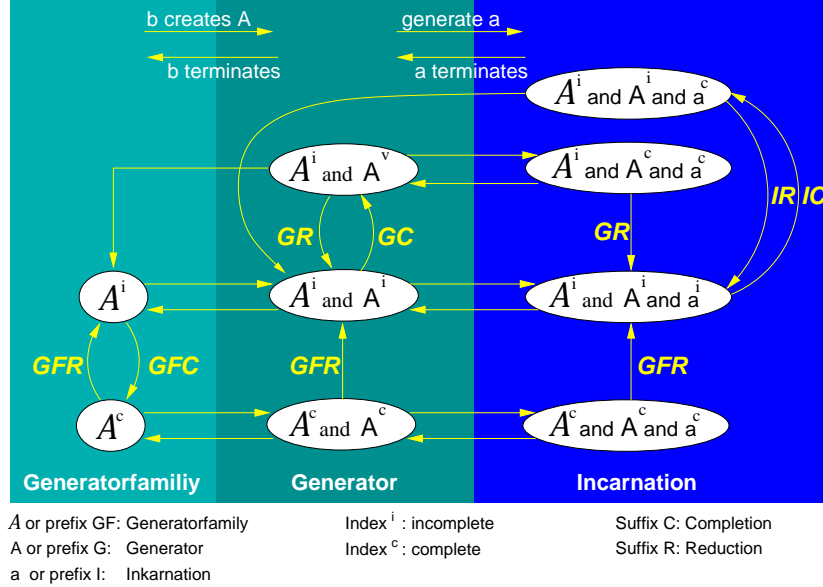 b creates A
generate a
b terminates
a terminates
A^i and A^i and a^c
A^i and A^v
A^i and A^c and a^c
IR IC
GR
GC
GR
A^i
A^i and A^i
A^i and A^i and a^i
GFR
GFC
GFR
GFR
A^c
A^c and A^c
A^c and A^c and a^c
Generatorfamiliy
Generator
Incarnation
A or prefix GF: Generatorfamily
Index ^i : incomplete
Suffix C: Completion
A or prefix G: Generator
Index ^c : complete
Suffix R: Reduction
a or prefix I: Inkarnation